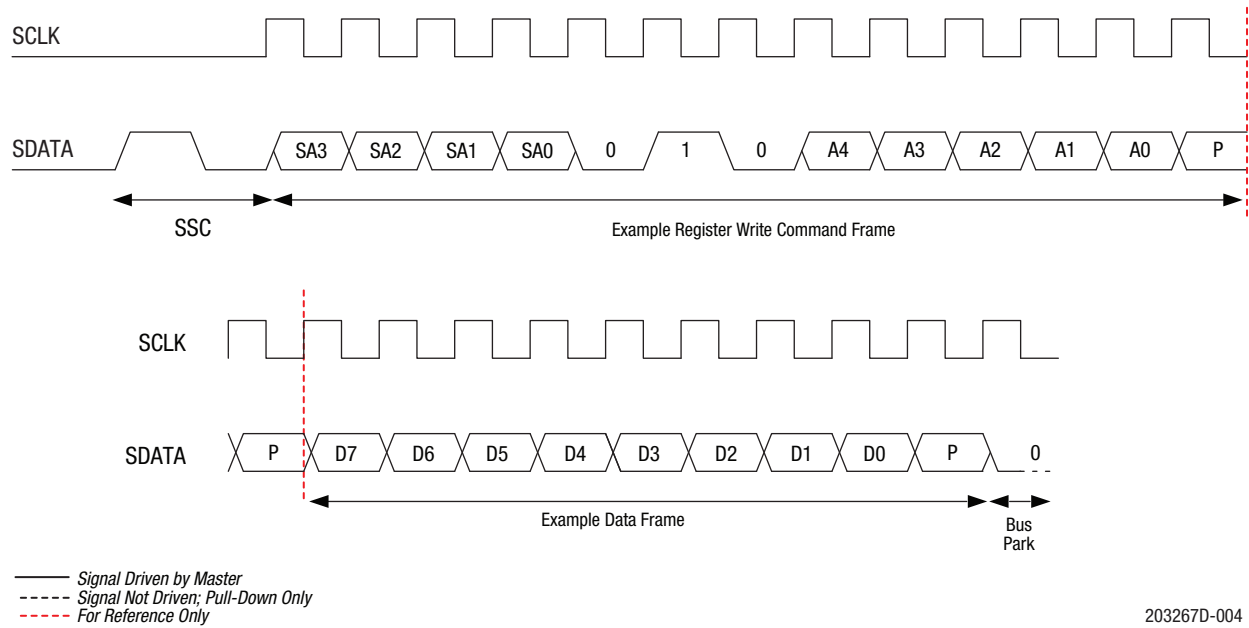 SCLK
SDATA SA3 SA2 SA1 SA0 0 1 0 A4 A3 A2 A1 A0 P
SSC Example Register Write Command Frame
SCLK
SDATA P D7 D6 D5 D4 D3 D2 D1 D0 P 0
Example Data Frame
Bus
Park
Signal Driven by Master
Signal Not Driven; Pull-Down Only
For Reference Only
203267D-004